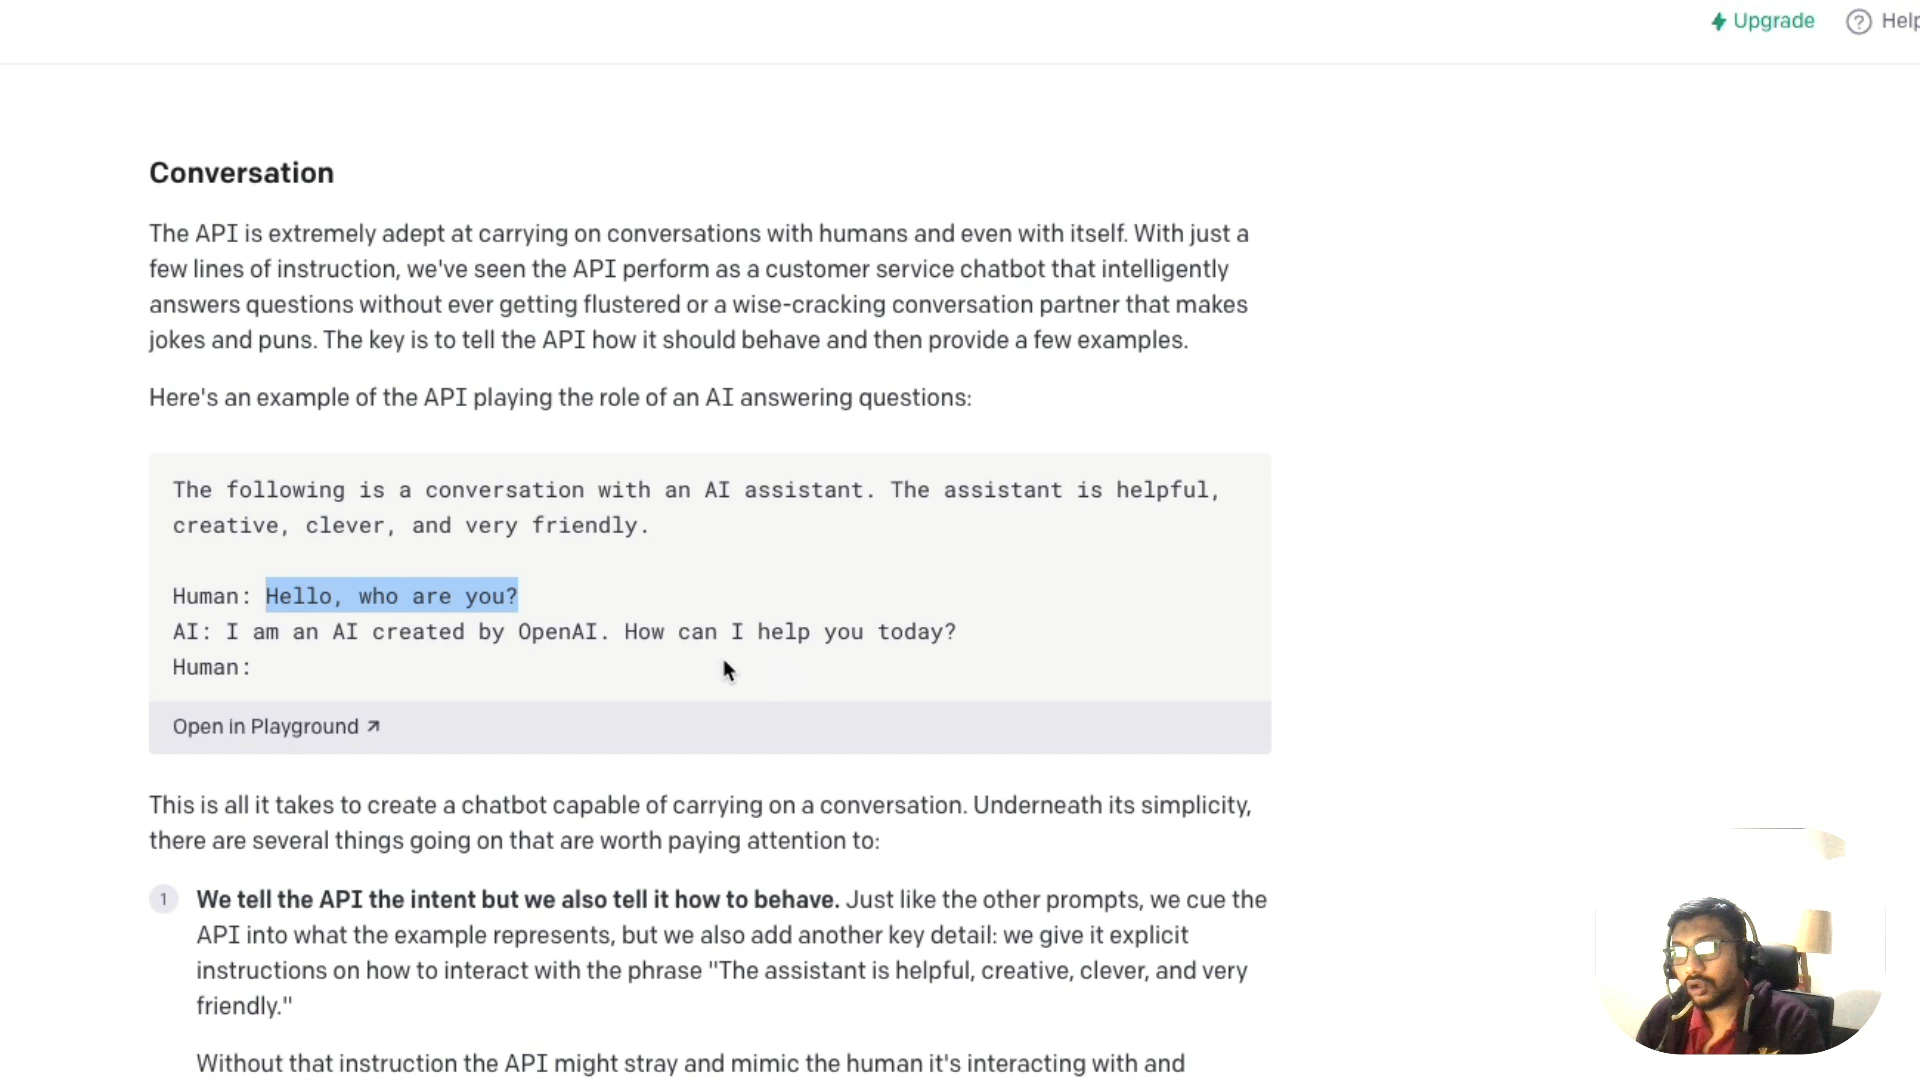 Upgrade
Help
Conversation
The API is extremely adept at carrying on conversations with humans and even with itself. With just a
few lines of instruction, we've seen the API perform as a customer service chatbot that intelligently
answers questions without ever getting flustered or a wise-cracking conversation partner that makes
jokes and puns. The key is to tell the API how it should behave and then provide a few examples.
Here's an example of the API playing the role of an AI answering questions:
The following is a conversation with an AI assistant. The assistant is helpful,
creative, clever, and very friendly.
Human: Hello, who are you?
AI: I am an AI created by OpenAI. How can I help you today?
Human:
Open in Playground ↗
This is all it takes to create a chatbot capable of carrying on a conversation. Underneath its simplicity,
there are several things going on that are worth paying attention to:
1 We tell the API the intent but we also tell it how to behave. Just like the other prompts, we cue the
API into what the example represents, but we also add another key detail: we give it explicit
instructions on how to interact with the phrase "The assistant is helpful, creative, clever, and very
friendly."
Without that instruction the API might stray and mimic the human it's interacting with and